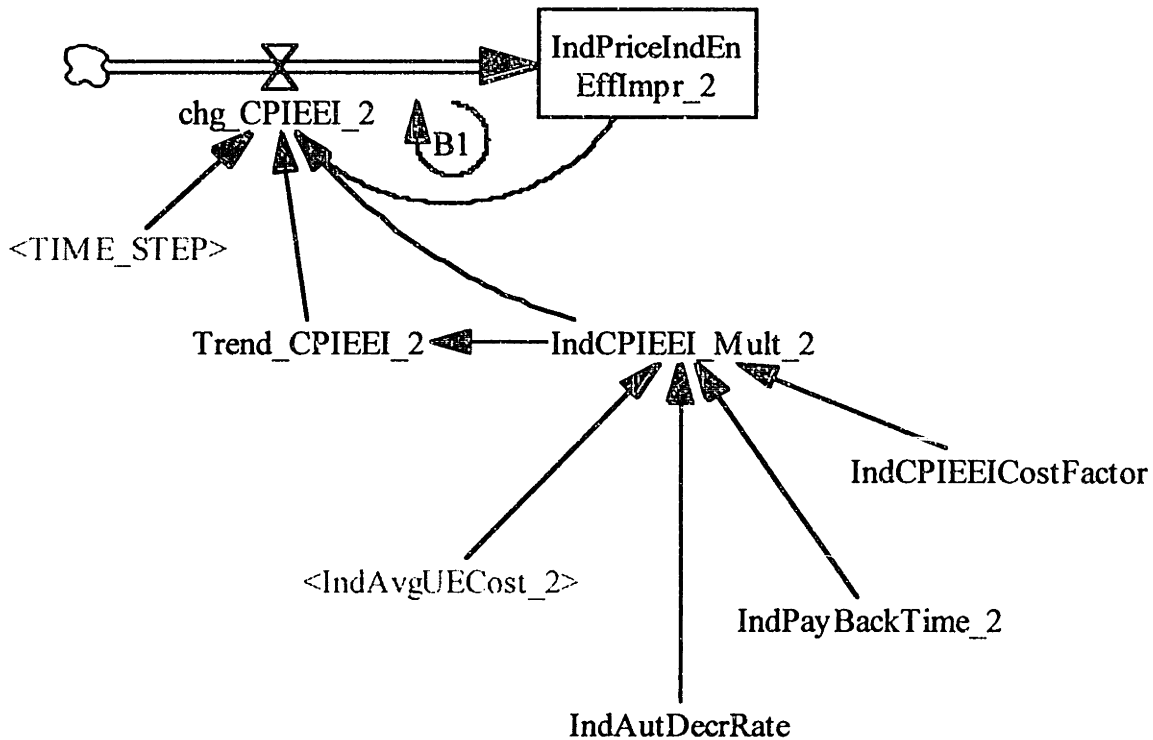 IndPriceIndEn
EffImpr_2
chg_CPIEEI_2
B1
<TIME_STEP>
Trend_CPIEEI_2
IndCPIEEI_Mult_2
IndCPIEEICostFactor
<IndAvgUECost_2>
IndPayBackTime_2
IndAutDecrRate